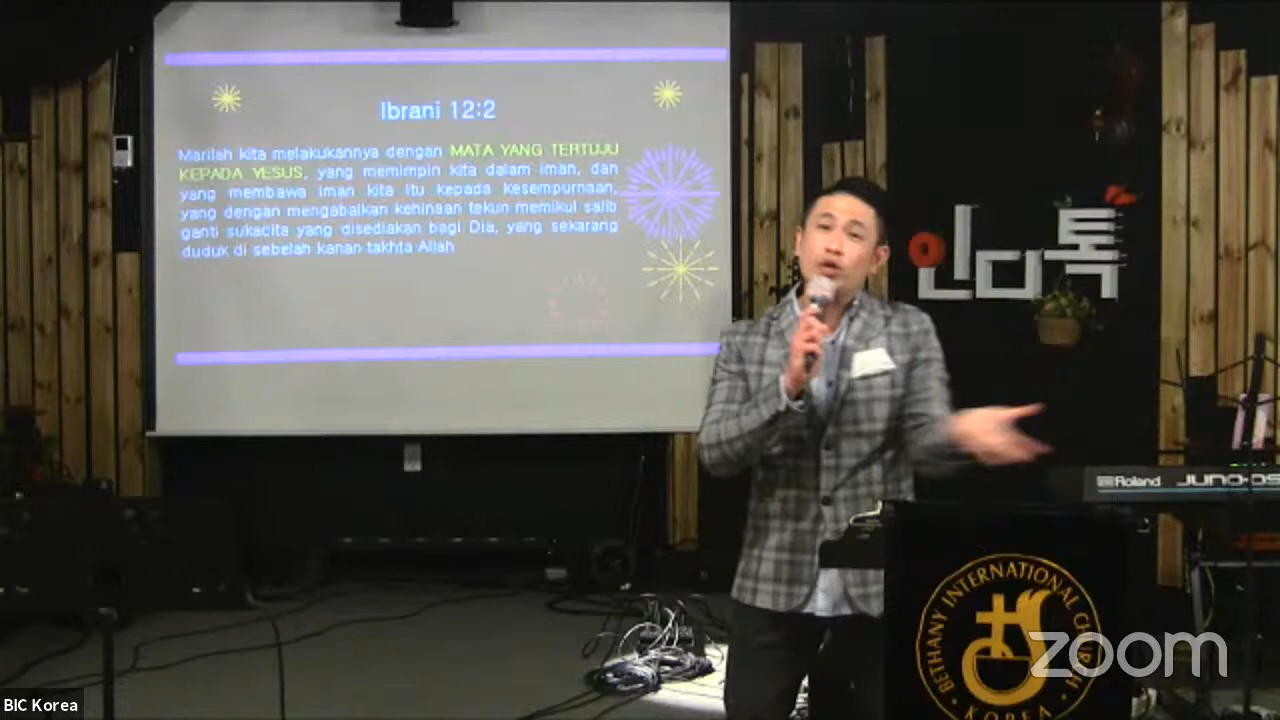 Ibrani 12:2
Marilah kita melakukannya dengan MATA YANG TERTUJU
KEPADA YESUS, yang memimpin kita dalam iman, dan
yang membawa iman kita itu kepada kesempurnaan,
yang dengan mengabaikan kehinaan tekun memikul salib
ganti sukacita yang disediakan bagi Dia, yang sekarang
duduk di sebelah kanan takhta Allah
인디톡
Roland JUNO-DS
BETHANY INTERNATIONAL CHURCH
KOREA
zoom
BIC Korea